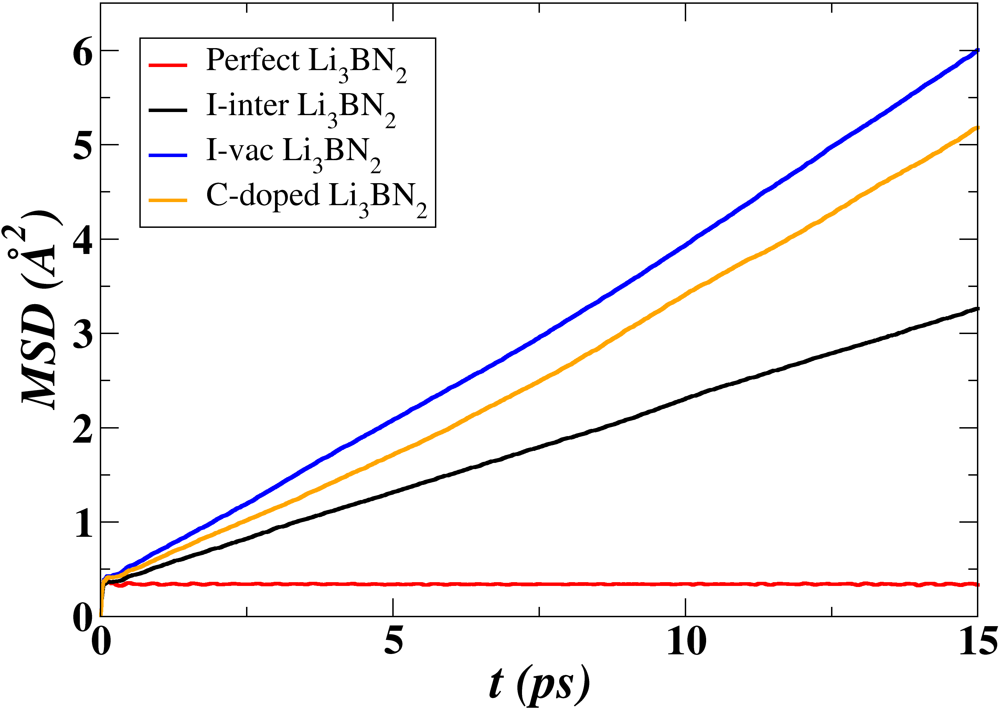 6
5
4
3
2
1
0
MSD (Å²)
Perfect Li₃BN₂
I-inter Li₃BN₂
I-vac Li₃BN₂
C-doped Li₃BN₂
0 5 10 15
t (ps)